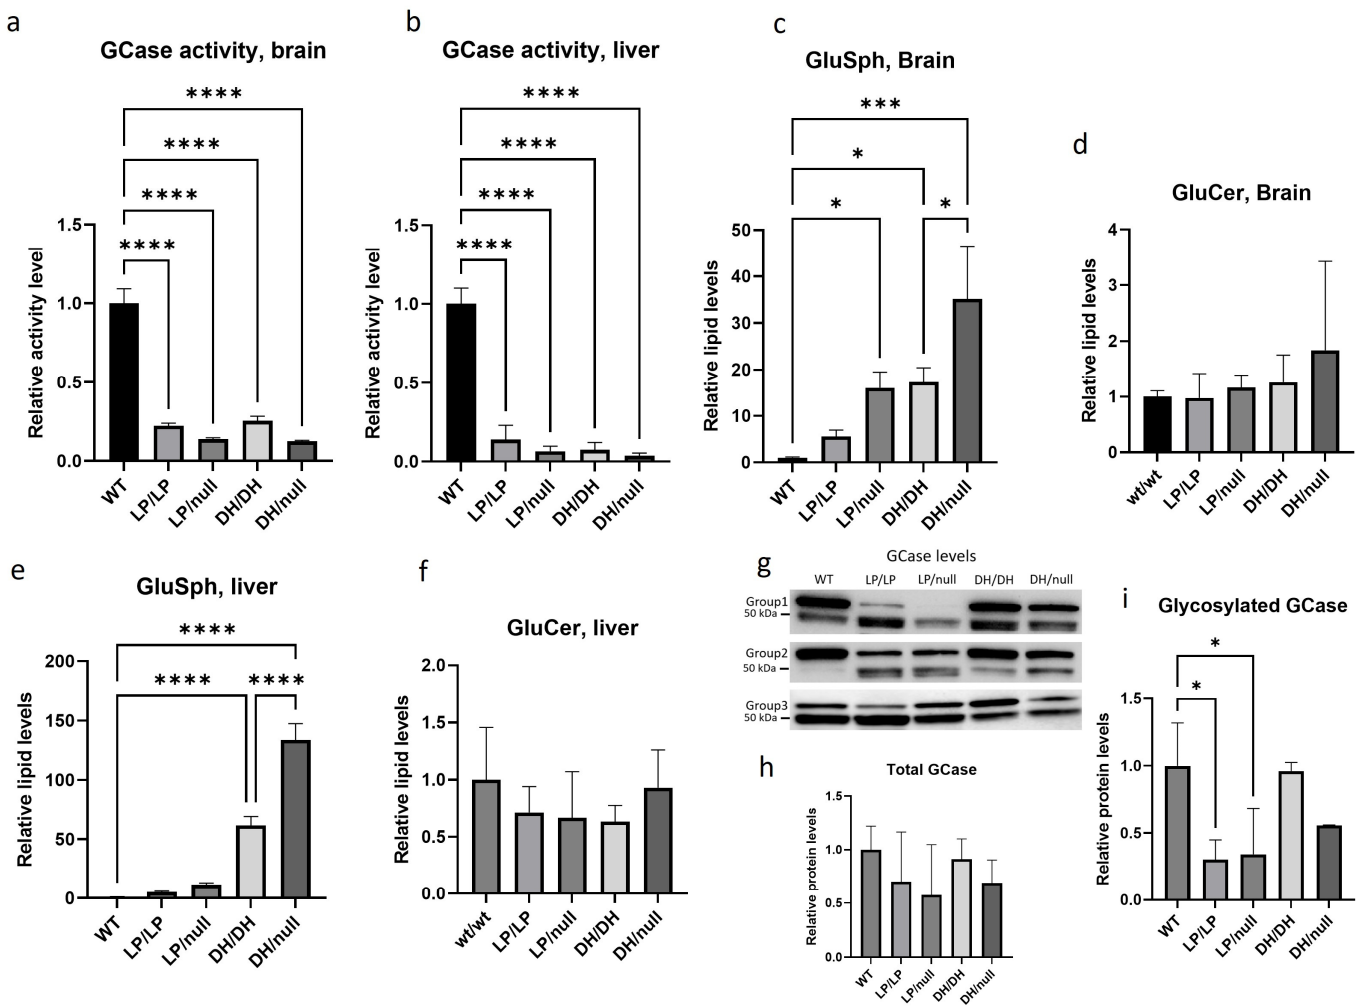 a
GCase activity, brain
****
****
****
****
Relative activity level
1.5
1.0
0.5
0.0
WT
LP/LP
LP/null
DH/DH
DH/null
b
GCase activity, liver
****
****
****
****
Relative activity level
1.5
1.0
0.5
0.0
WT
LP/LP
LP/null
DH/DH
DH/null
c
GluSph, Brain
***
*
*
*
Relative lipid levels
50
40
30
20
10
0
WT
LP/LP
LP/null
DH/DH
DH/null
d
GluCer, Brain
Relative lipid levels
4
3
2
1
0
wt/wt
LP/LP
LP/null
DH/DH
DH/null
e
GluSph, liver
****
****
****
Relative lipid levels
200
150
100
50
0
WT
LP/LP
LP/null
DH/DH
DH/null
f
GluCer, liver
Relative lipid levels
2.0
1.5
1.0
0.5
0.0
wt/wt
LP/LP
LP/null
DH/DH
DH/null
g
GCase levels
WT LP/LP LP/null DH/DH DH/null
Group1
50 kDa
Group2
50 kDa
Group3
50 kDa
h
Total GCase
Relative protein levels
1.5
1.0
0.5
0.0
WT
LP/LP
LP/null
DH/DH
DH/null
i
Glycosylated GCase
*
*
Relative protein levels
1.5
1.0
0.5
0.0
WT
LP/LP
LP/null
DH/DH
DH/null